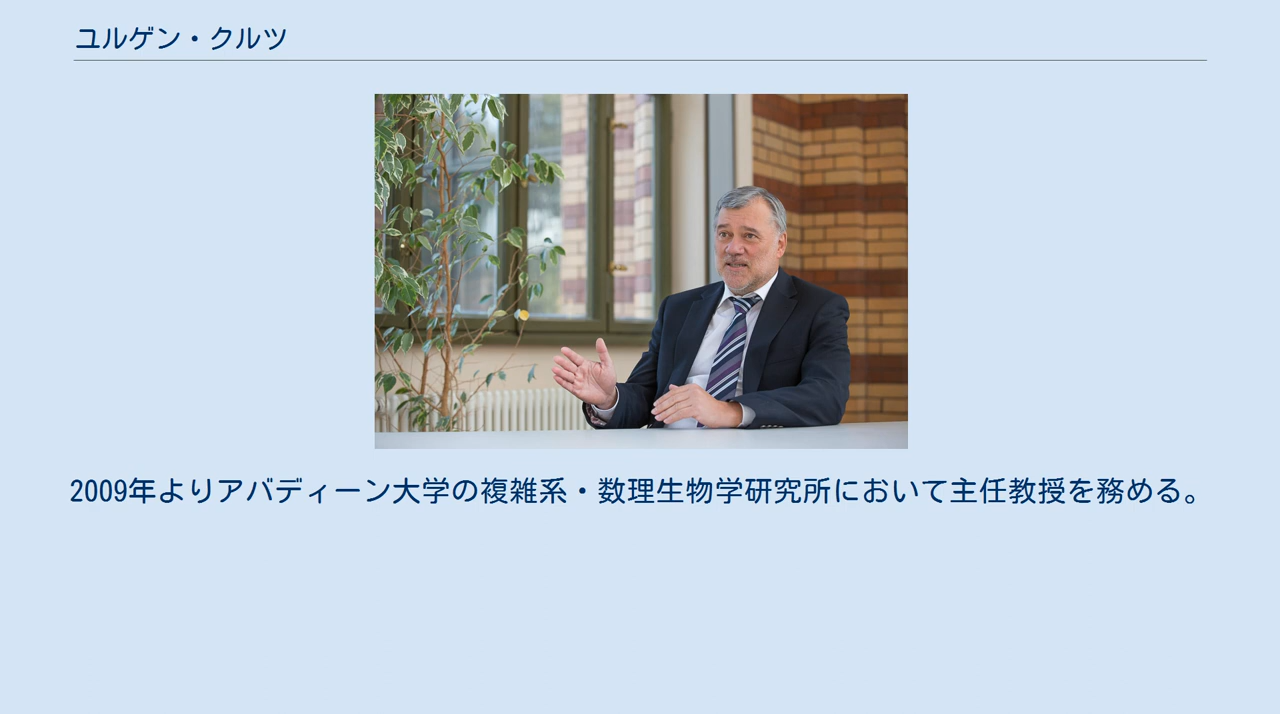 ユルゲン・クルツ
2009年よりアバディーン大学の複雑系・数理生物学研究所において主任教授を務める。